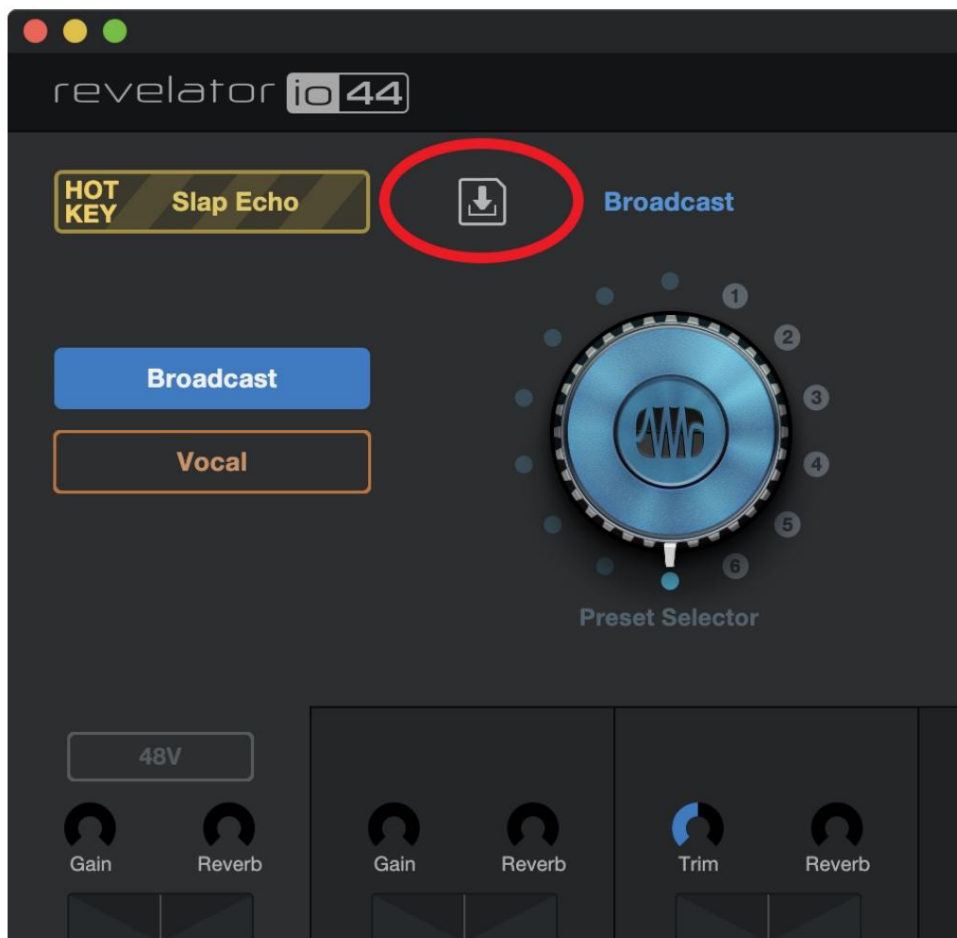 revelator io 44
HOT
KEY
Slap Echo
Broadcast
1
2
Broadcast
3
Vocal
4
5
6
Preset Selector
48V
Gain
Reverb
Gain
Reverb
Trim
Reverb